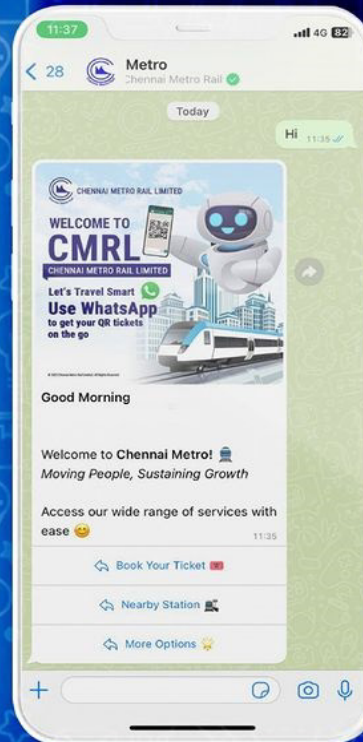 11:37
4G 82
28
Metro
Chennai Metro Rail
Today
Hi 11:35
CHENNAI METRO RAIL LIMITED
WELCOME TO
CMRL
CHENNAI METRO RAIL LIMITED
Let's Travel Smart
Use WhatsApp
to get your QR tickets
on the go
Good Morning
Welcome to Chennai Metro! 🚊
Moving People, Sustaining Growth
Access our wide range of services with
ease 😊
11:35
Book Your Ticket 🎟️
Nearby Station 🚉
More Options 💫